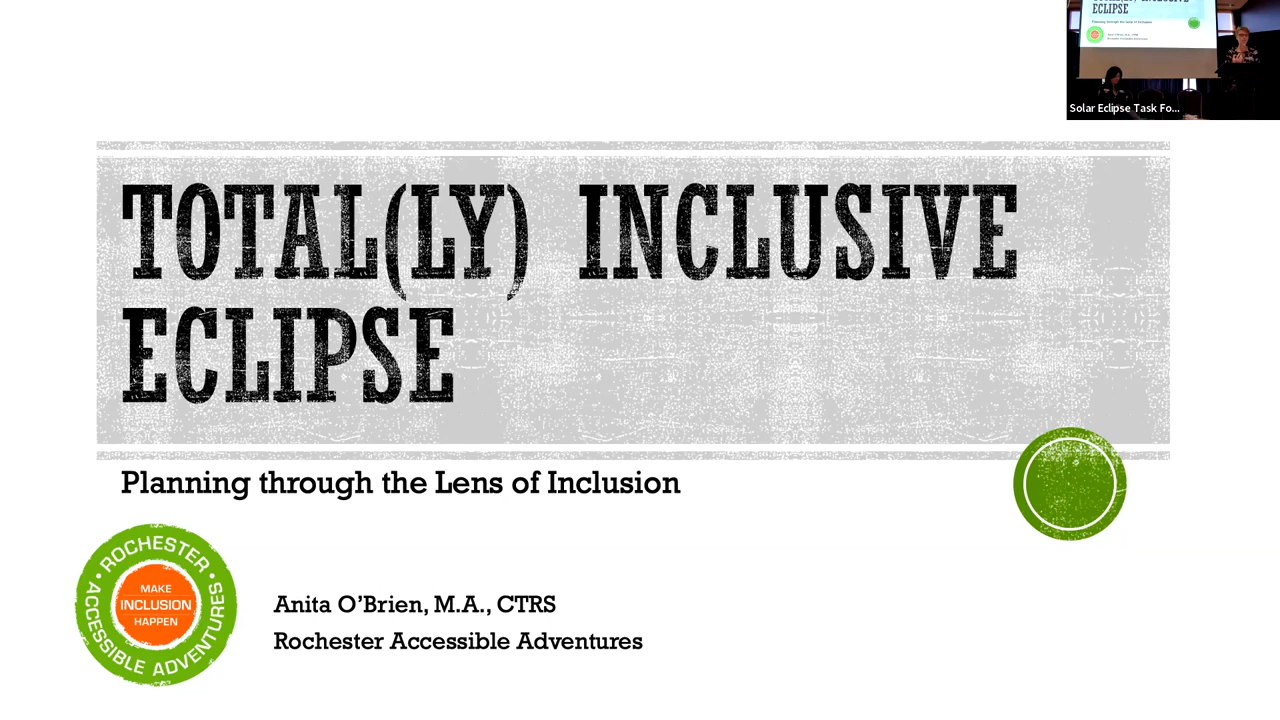 ECLIPSE
Solar Eclipse Task Fo...
TOTAL(LY) INCLUSIVE
ECLIPSE
Planning through the Lens of Inclusion
ROCHESTER
MAKE
INCLUSION
HAPPEN
ACCESSIBLE ADVENTURES
Anita O’Brien, M.A., CTRS
Rochester Accessible Adventures